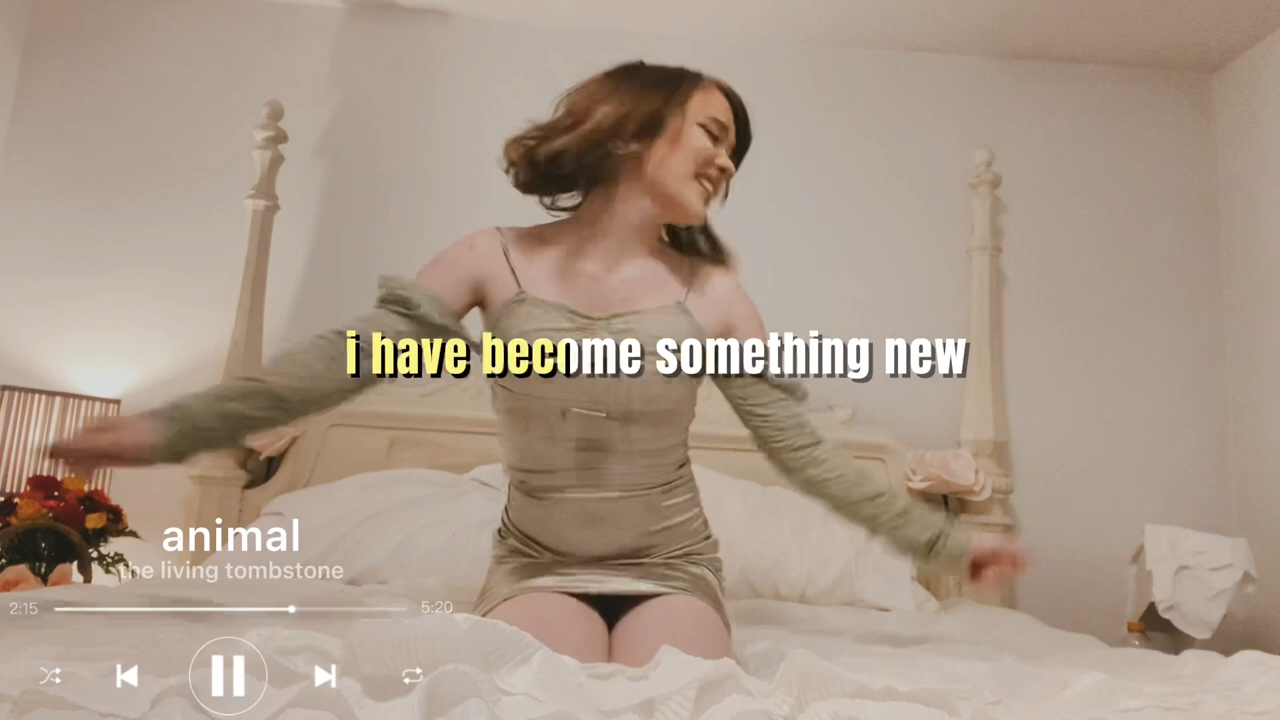 i have become something new
animal
the living tombstone
2:15
5:20